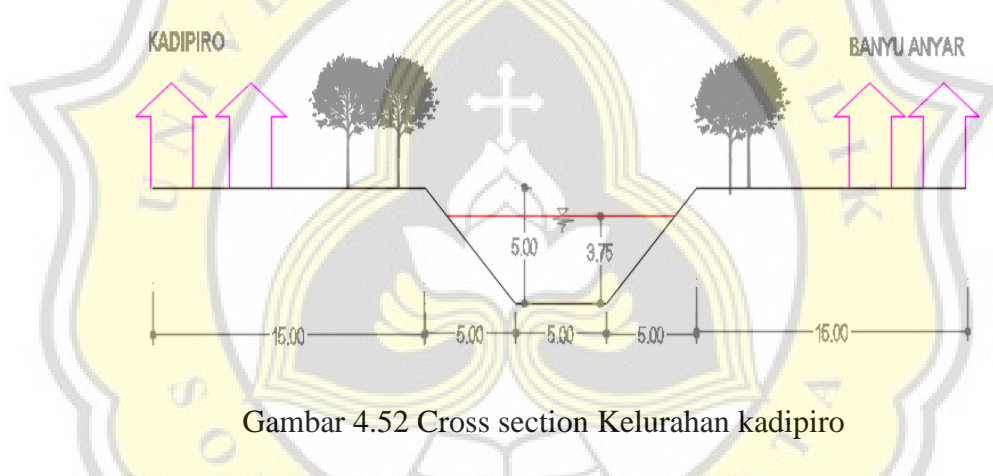 KADIPIRO
BANYU ANYAR
5.00
3.75
15.00 5.00 5.00 5.00 15.00
Gambar 4.52 Cross section Kelurahan kadipiro